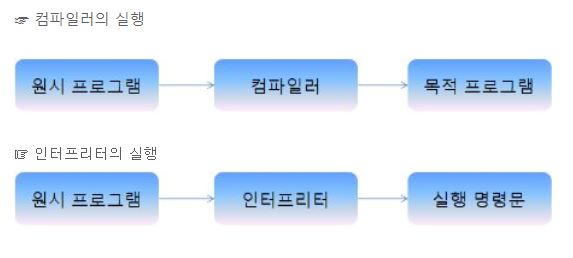 ☞ 컴파일러의 실행
원시 프로그램 컴파일러 목적 프로그램
☞ 인터프리터의 실행
원시 프로그램 인터프리터 실행 명령문